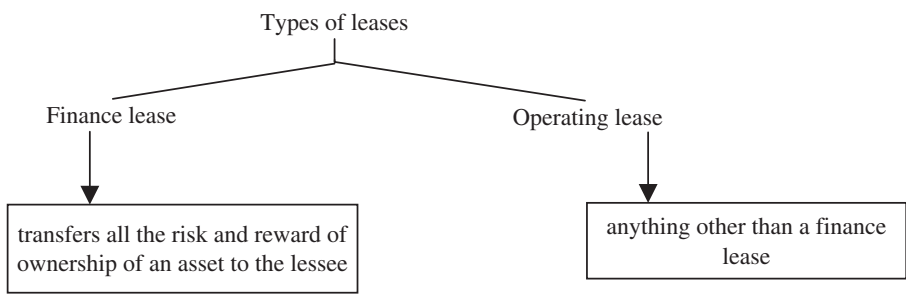 Types of leases
Finance lease
Operating lease
transfers all the risk and reward of
ownership of an asset to the lessee
anything other than a finance
lease